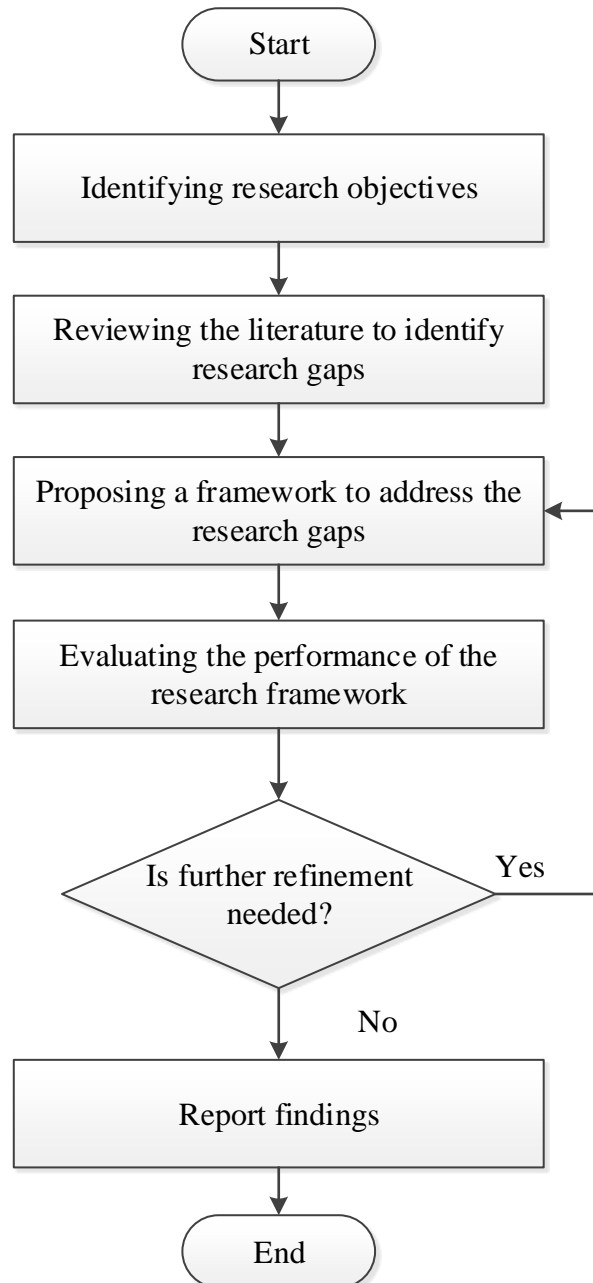 Start
Identifying research objectives
Reviewing the literature to identify
research gaps
Proposing a framework to address the
research gaps
Evaluating the performance of the
research framework
Is further refinement
needed?
Yes
No
Report findings
End